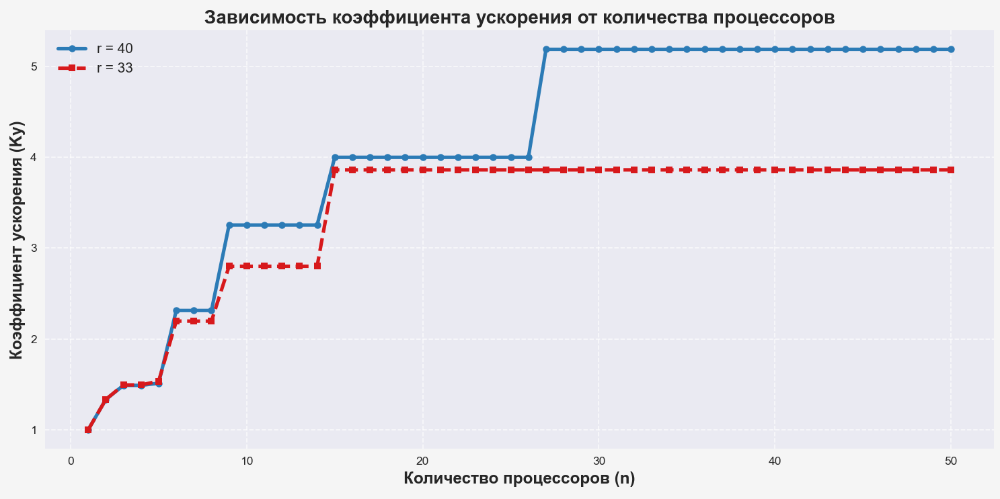 Зависимость коэффициента ускорения от количества процессоров
r = 40
r = 33
Коэффициент ускорения (Ky)
5
4
3
2
1
0 10 20 30 40 50
Количество процессоров (n)